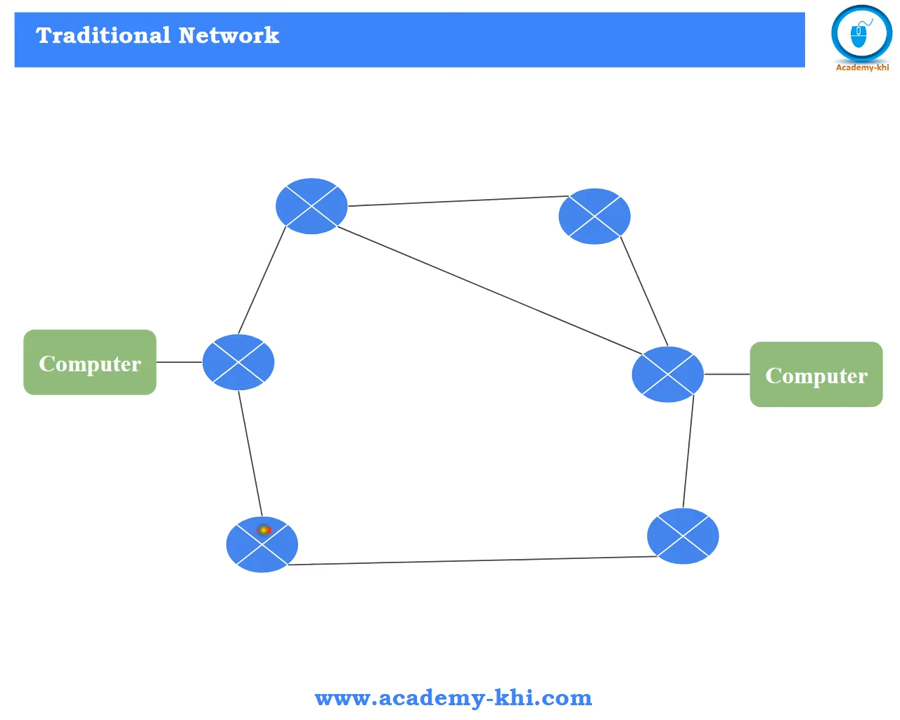 Traditional Network
Academy-khi
Computer
Computer
www.academy-khi.com